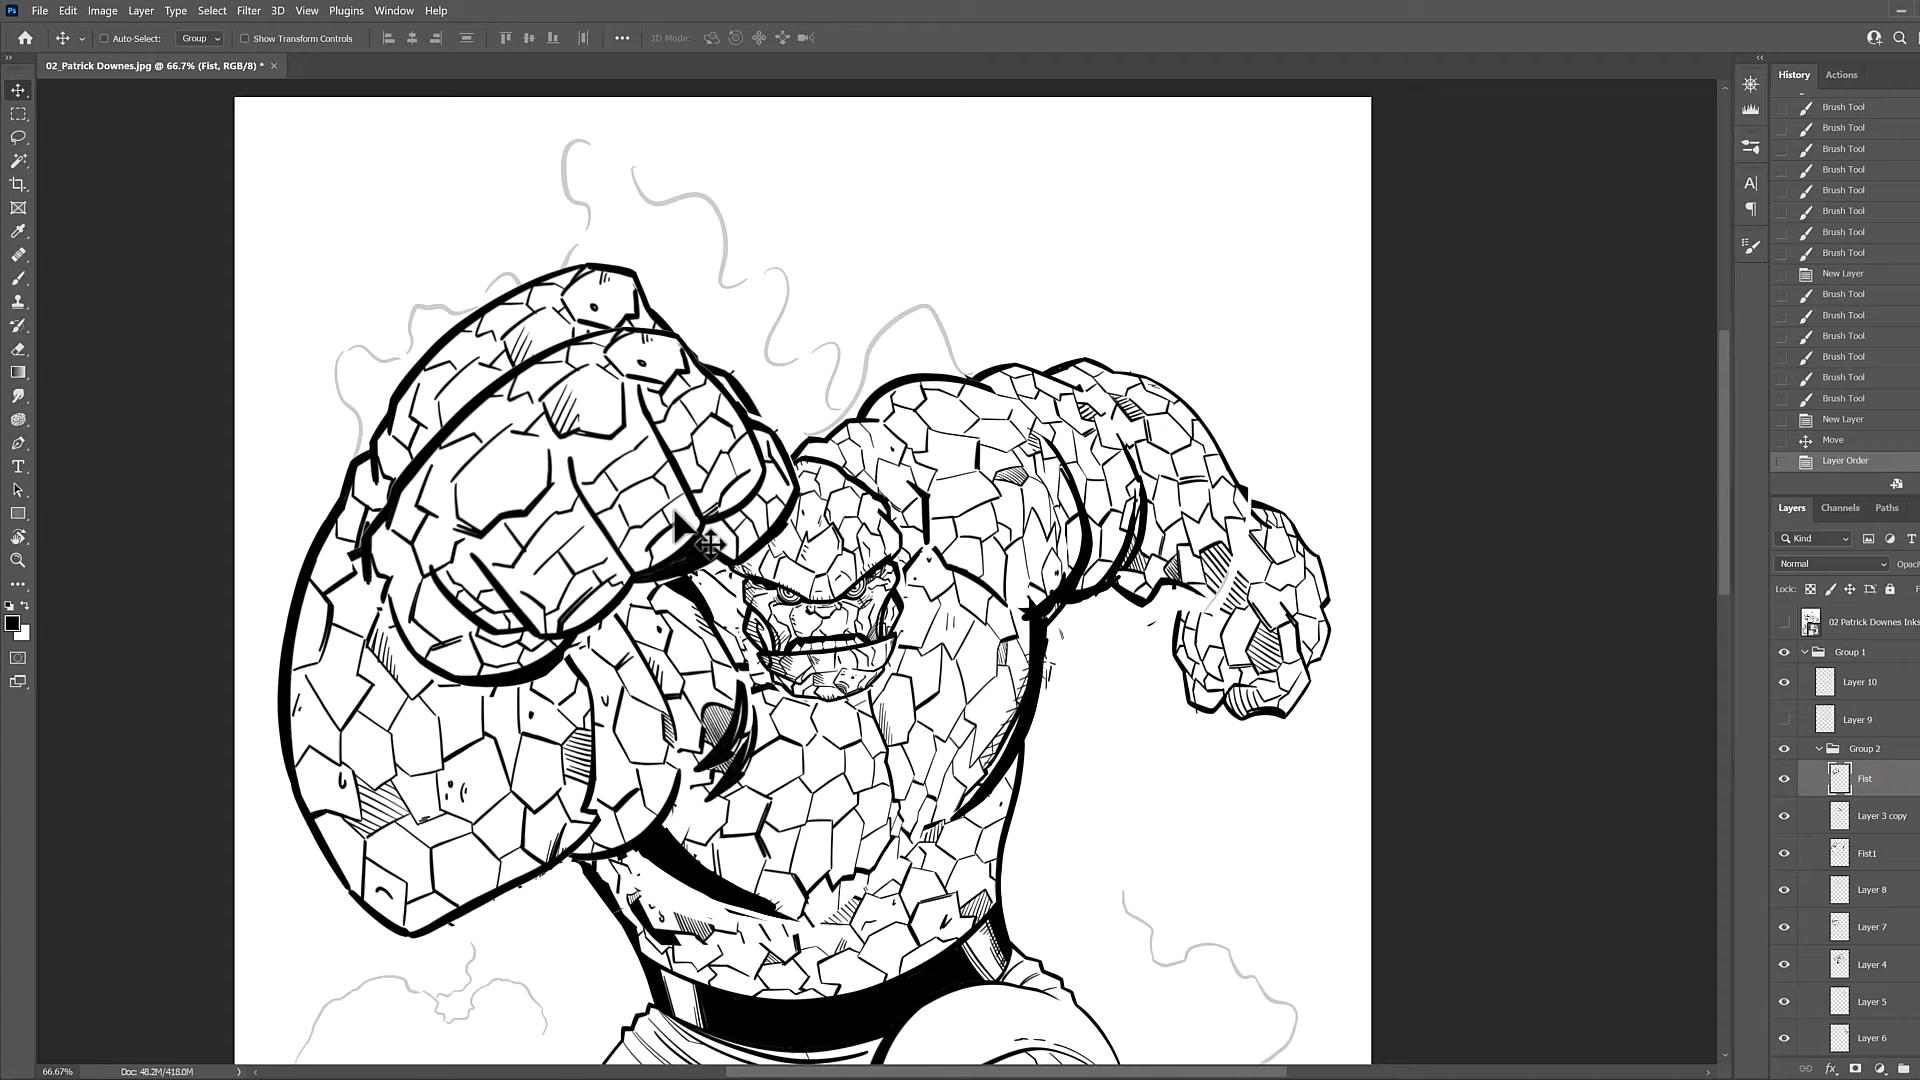 Ps File Edit Image Layer Type Select Filter 3D View Plugins Window Help
Auto-Select: Group Show Transform Controls 3D Mode:
02_Patrick Downes.jpg @ 66.7% (Fist, RGB/8) *
History Actions
Brush Tool
Brush Tool
Brush Tool
Brush Tool
Brush Tool
Brush Tool
Brush Tool
Brush Tool
New Layer
Brush Tool
Brush Tool
Brush Tool
Brush Tool
Brush Tool
Brush Tool
New Layer
Move
Layer Order
Layers Channels Paths
Kind
Normal Opaci
Lock: F
02 Patrick Downes Inks
Group 1
Layer 10
Layer 9
Group 2
Fist
Layer 3 copy
Fist1
Layer 8
Layer 7
Layer 4
Layer 5
Layer 6
66.67% Doc: 48.2M/418.0M